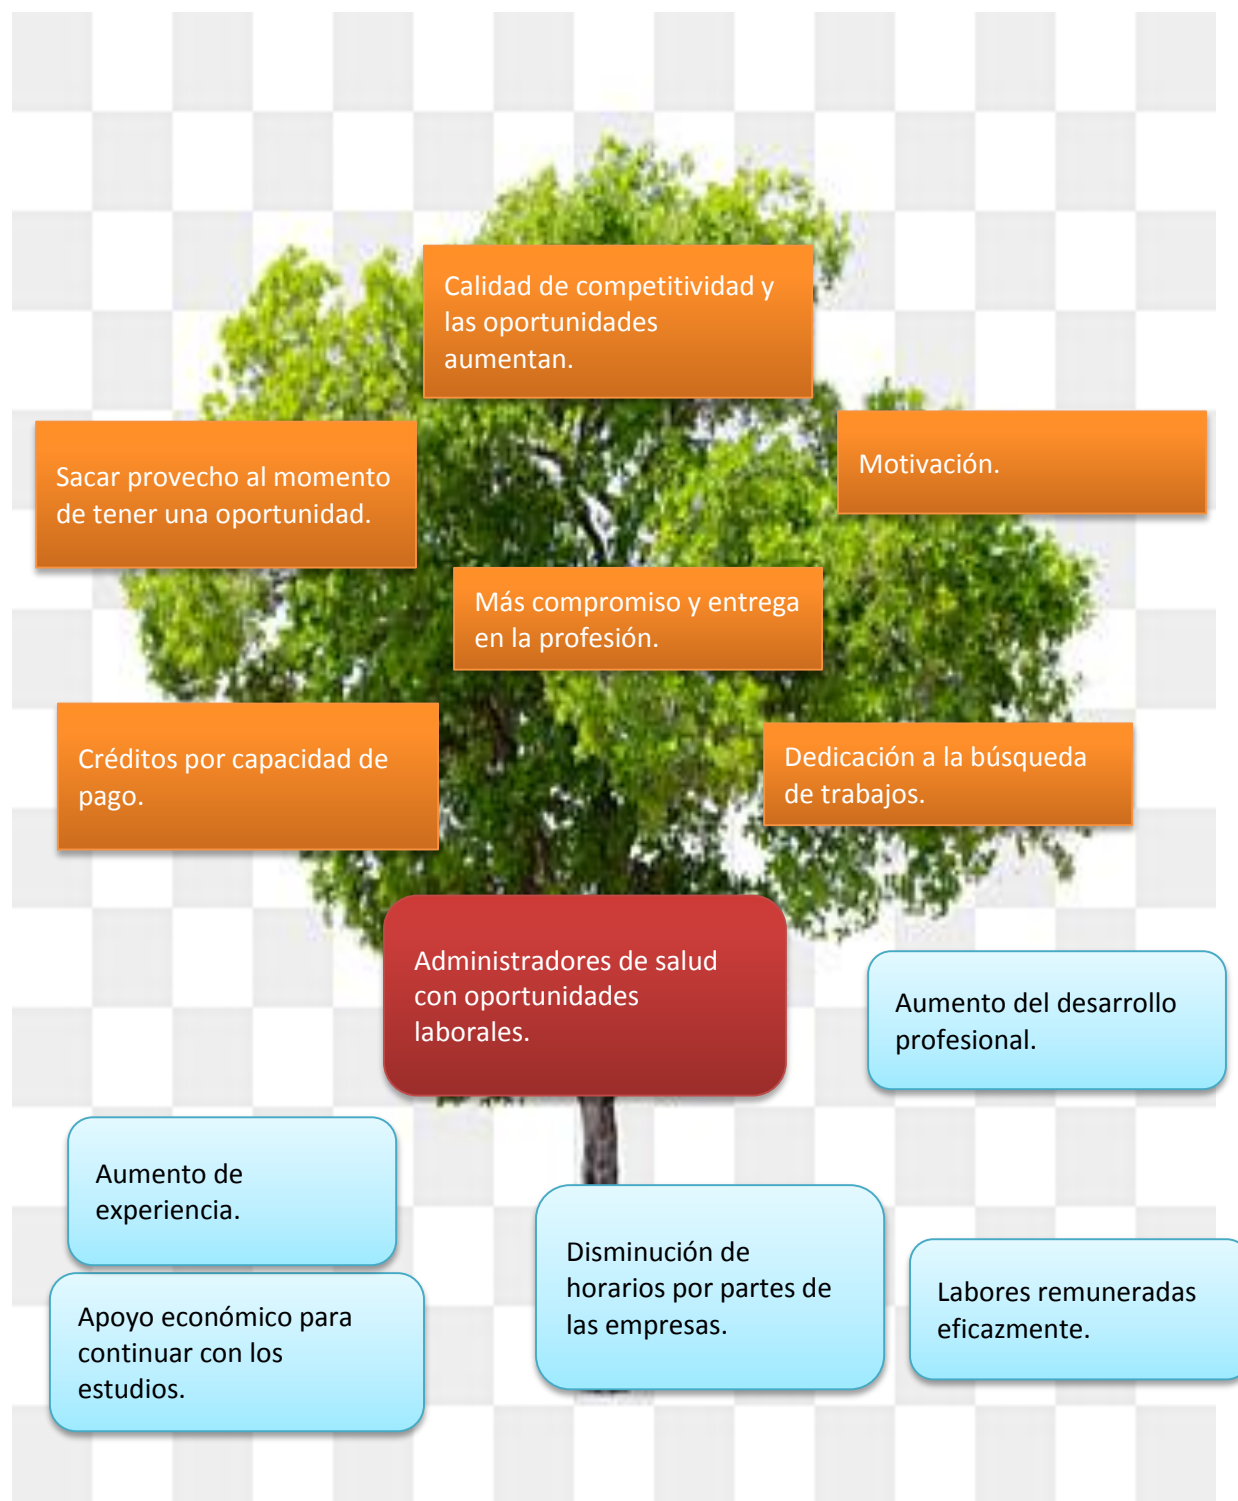 Calidad de competitividad y
las oportunidades
aumentan.
Sacar provecho al momento
de tener una oportunidad.
Motivación.
Más compromiso y entrega
en la profesión.
Créditos por capacidad de
pago.
Dedicación a la búsqueda
de trabajos.
Administradores de salud
con oportunidades
laborales.
Aumento del desarrollo
profesional.
Aumento de
experiencia.
Disminución de
horarios por partes de
las empresas.
Labores remuneradas
eficazmente.
Apoyo económico para
continuar con los
estudios.